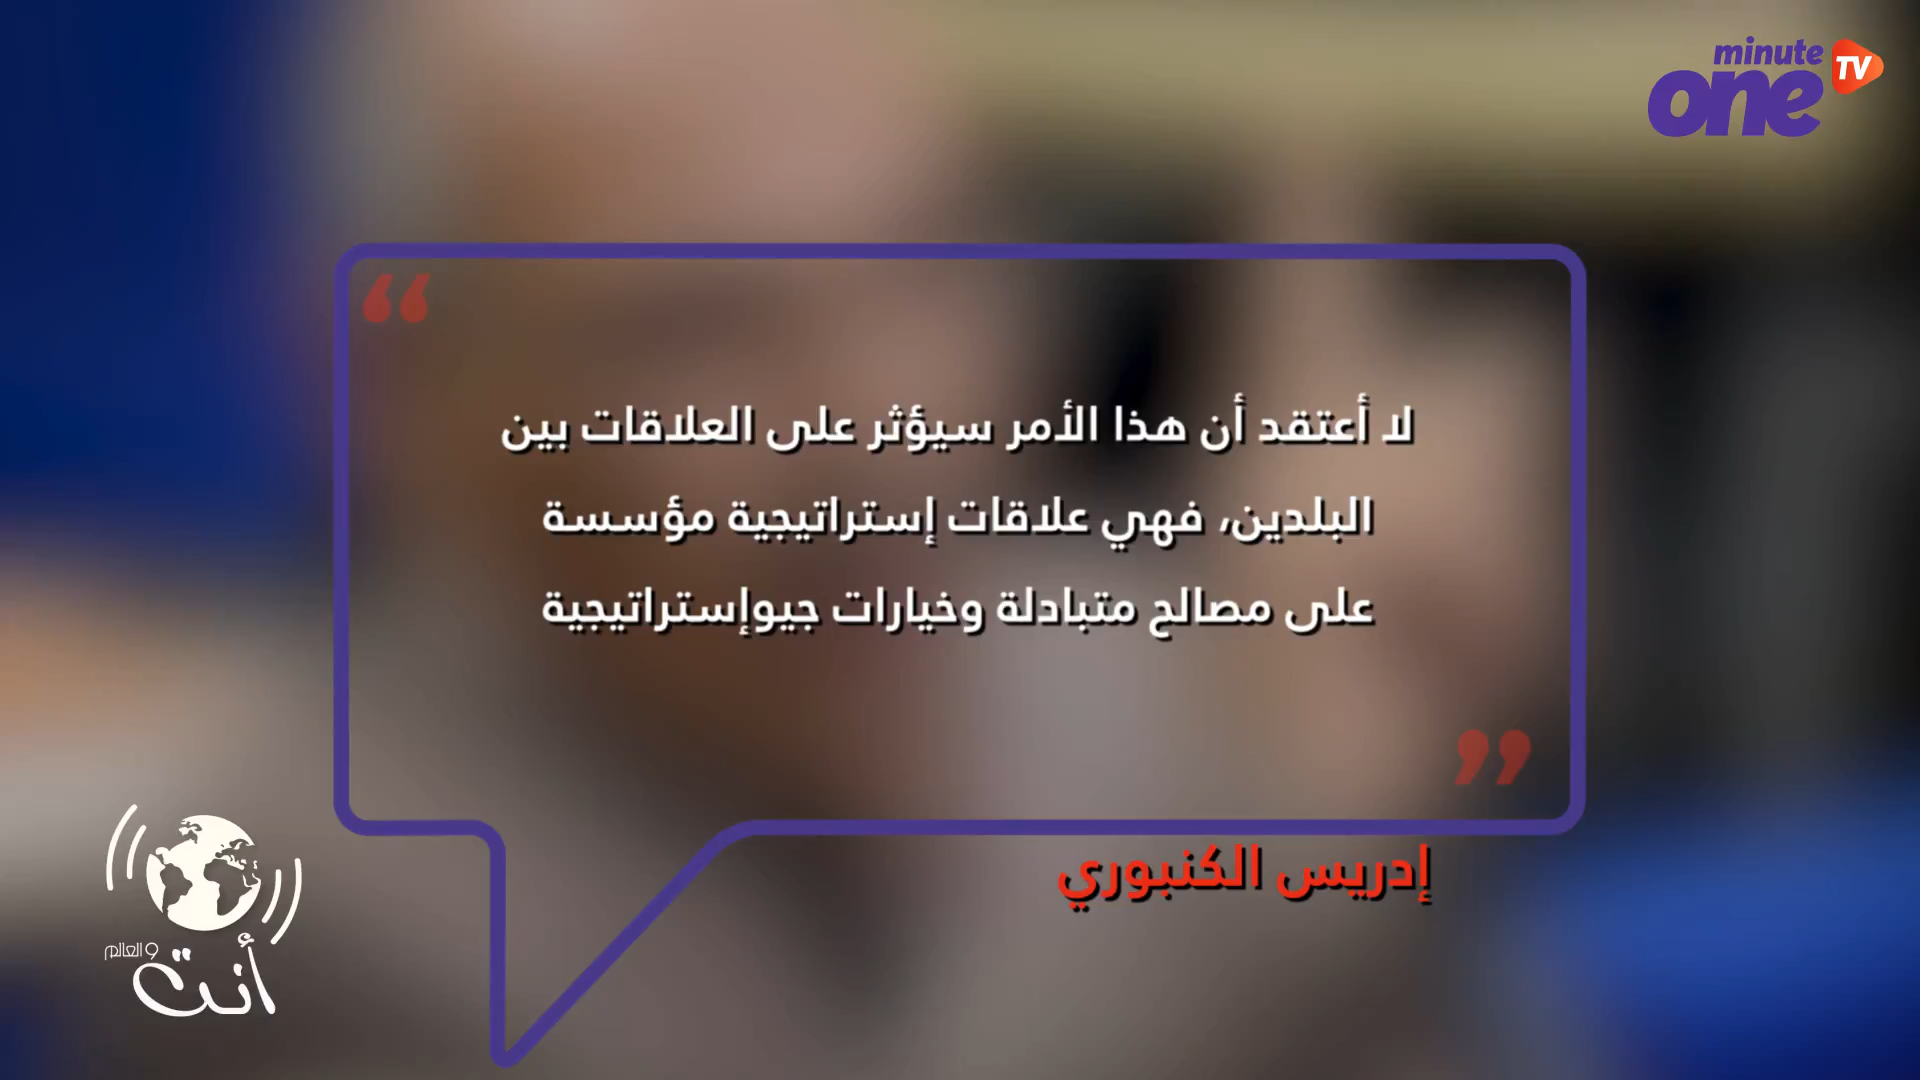 minute
one TV
لا أعتقد أن هذا الأمر سيؤثر على العلاقات بين
البلدين، فهي علاقات إستراتيجية مؤسسة
على مصالح متبادلة وخيارات جيوإستراتيجية
إدريس الكنبوري
أنت
والعالم